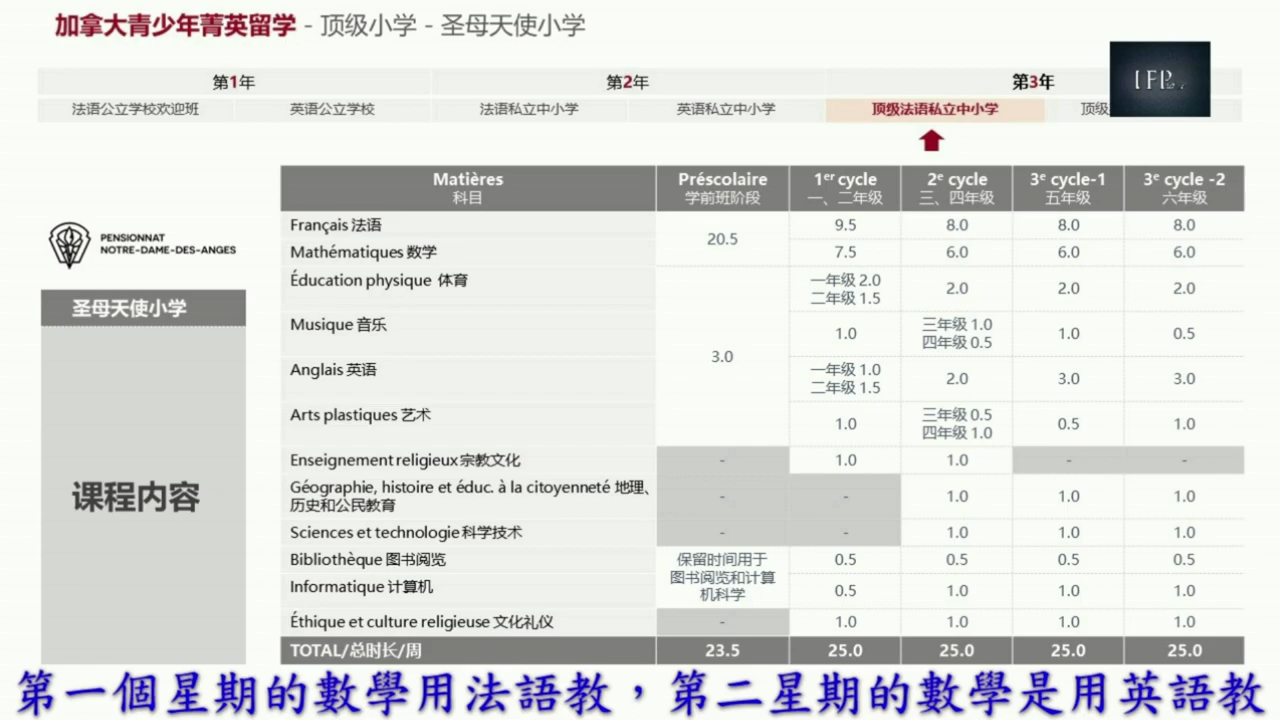 加拿大青少年菁英留学 - 顶级小学 - 圣母天使小学
第1年 第2年 第3年
法语公立学校欢迎班 英语公立学校 法语私立中小学 英语私立中小学 顶级法语私立中小学 顶级
Matières Préscolaire 1er cycle 2e cycle 3e cycle-1 3e cycle -2
科目 学前班阶段 一、二年级 三、四年级 五年级 六年级
PENSIONNAT
NOTRE-DAME-DES-ANGES
圣母天使小学
课程内容
Français 法语 20.5 9.5 8.0 8.0 8.0
Mathématiques 数学 7.5 6.0 6.0 6.0
Éducation physique 体育 3.0 一年级 2.0 二年级 1.5 2.0 2.0 2.0
Musique 音乐 1.0 三年级 1.0 四年级 0.5 1.0 0.5
Anglais 英语 一年级 1.0 二年级 1.5 2.0 3.0 3.0
Arts plastiques 艺术 1.0 三年级 0.5 四年级 1.0 0.5 1.0
Enseignement religieux 宗教文化 - 1.0 1.0 - -
Géographie, histoire et éduc. à la citoyenneté 地理、
历史和公民教育 - - 1.0 1.0 1.0
Sciences et technologie 科学技术 - - 1.0 1.0 1.0
Bibliothèque 图书阅览 保留时间用于图书阅览和计算机科学 0.5 0.5 0.5 0.5
Informatique 计算机 0.5 1.0 1.0 1.0
Éthique et culture religieuse 文化礼仪 - 1.0 1.0 1.0 1.0
TOTAL/总时长/周 23.5 25.0 25.0 25.0 25.0
第一個星期的數學用法語教，第二星期的數學是用英語教